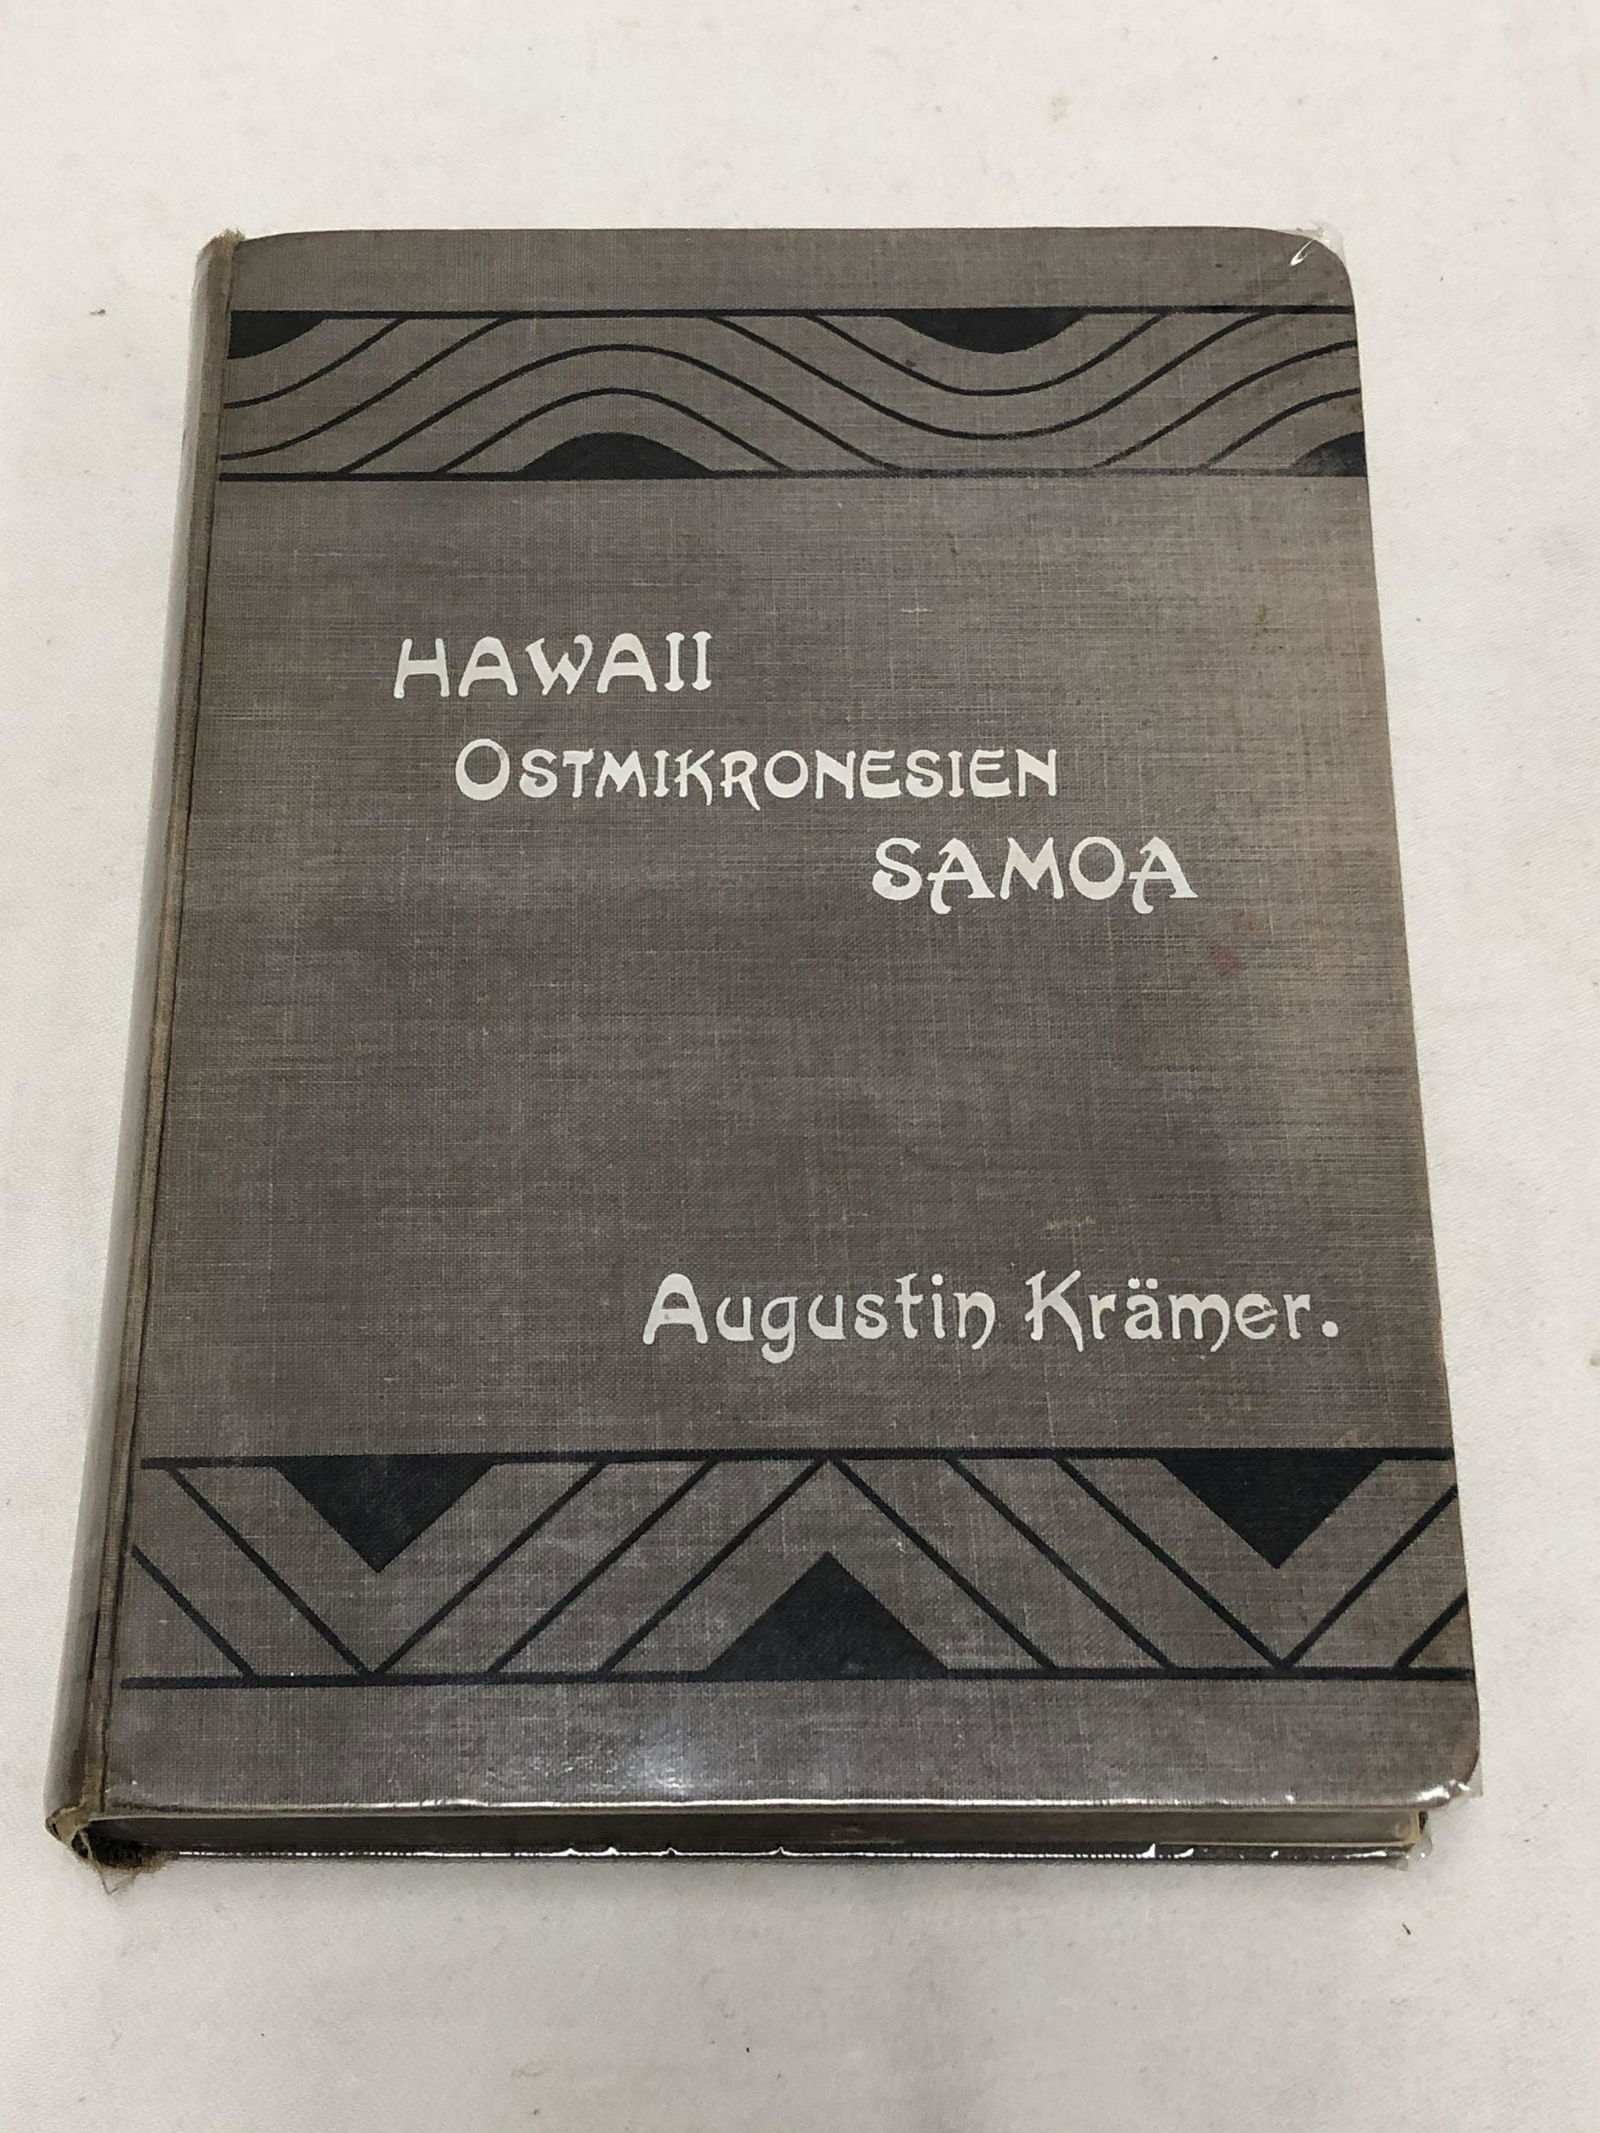 HAWAII
OSTMIKRONESIEN
SAMOA
Augustin Krämer.